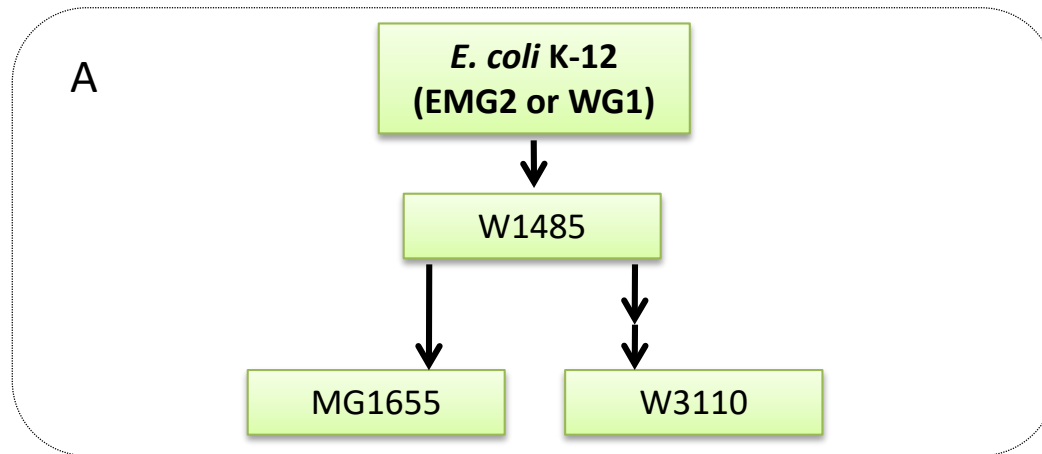 A
E. coli K-12
(EMG2 or WG1)
W1485
MG1655
W3110